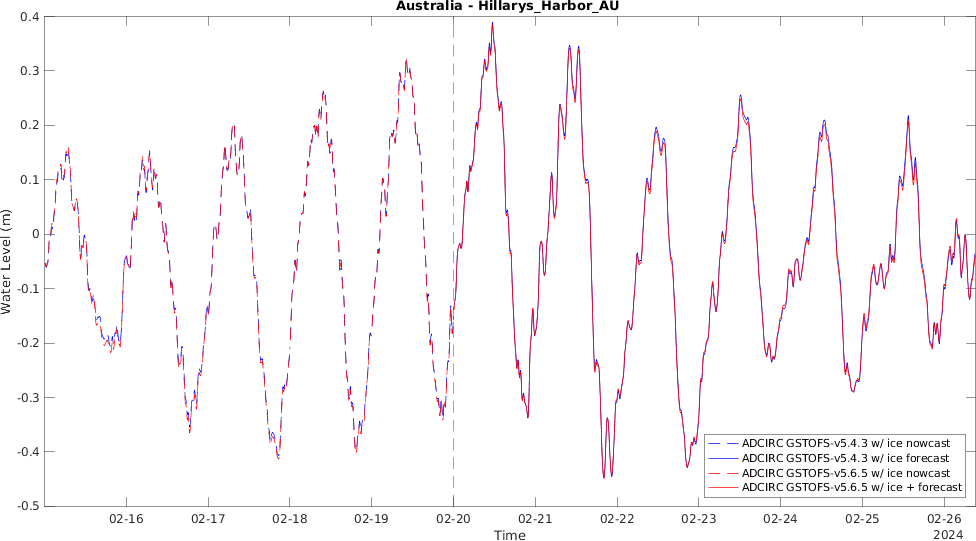 Australia - Hillarys_Harbor_AU
0.4
0.3
0.2
0.1
0
-0.1
-0.2
-0.3
-0.4
-0.5
Water Level (m)
ADCIRC GSTOFS-v5.4.3 w/ ice nowcast
ADCIRC GSTOFS-v5.4.3 w/ ice forecast
ADCIRC GSTOFS-v5.6.5 w/ ice nowcast
ADCIRC GSTOFS-v5.6.5 w/ ice + forecast
02-16 02-17 02-18 02-19 02-20 02-21 02-22 02-23 02-24 02-25 02-26
2024
Time